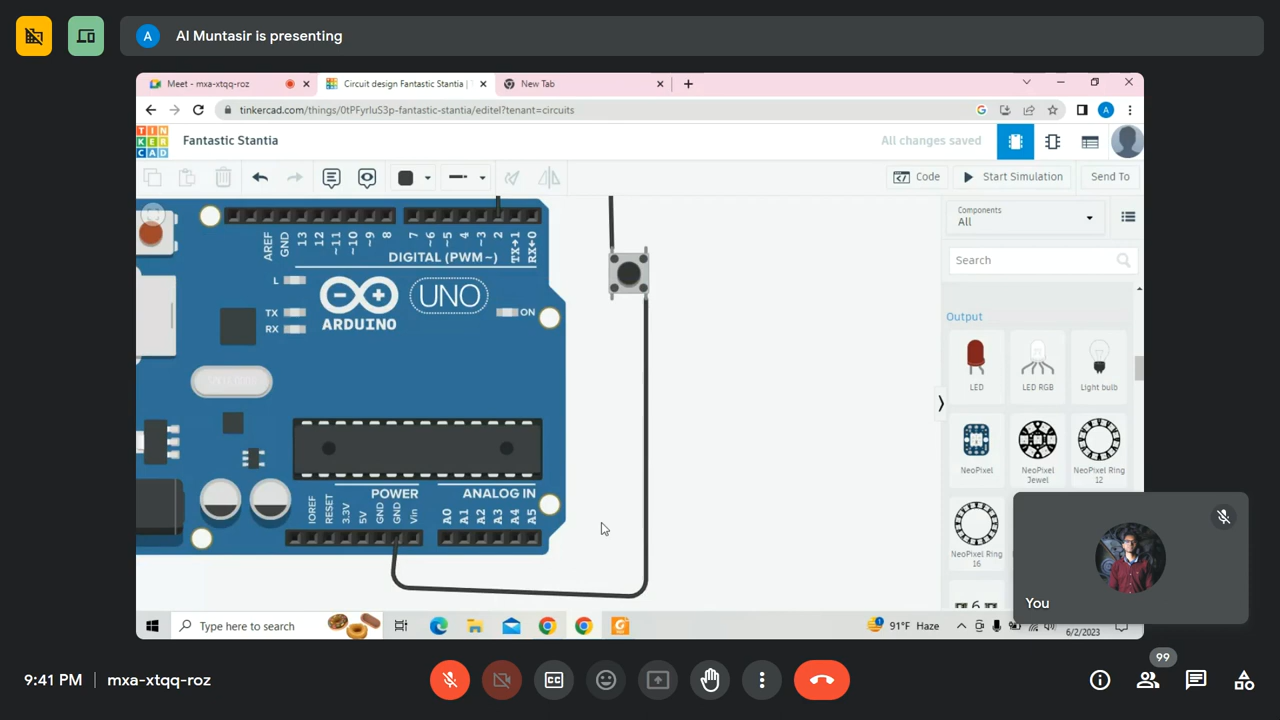 A
Al Muntasir is presenting
Meet - mxa-xtqq-roz
Circuit design Fantastic Stantia |
New Tab
tinkercad.com/things/0tPFyrluS3p-fantastic-stantia/editel?tenant=circuits
A
TIN
KER
CAD
Fantastic Stantia
All changes saved
Code
Start Simulation
Send To
Components
All
Search
AREF
GND
13
12
~11
~10
~9
8
7
~6
~5
4
~3
2
TX→1
RX←0
DIGITAL (PWM~)
L
TX
RX
ARDUINO
UNO
ON
POWER
ANALOG IN
IOREF
RESET
3.3V
5V
GND
GND
Vin
A0
A1
A2
A3
A4
A5
Output
LED
LED RGB
Light bulb
NeoPixel
NeoPixel
Jewel
NeoPixel Ring
12
NeoPixel
Ring
16
You
Type here to search
91°F Haze
6/2/2023
9:41 PM
mxa-xtqq-roz
99